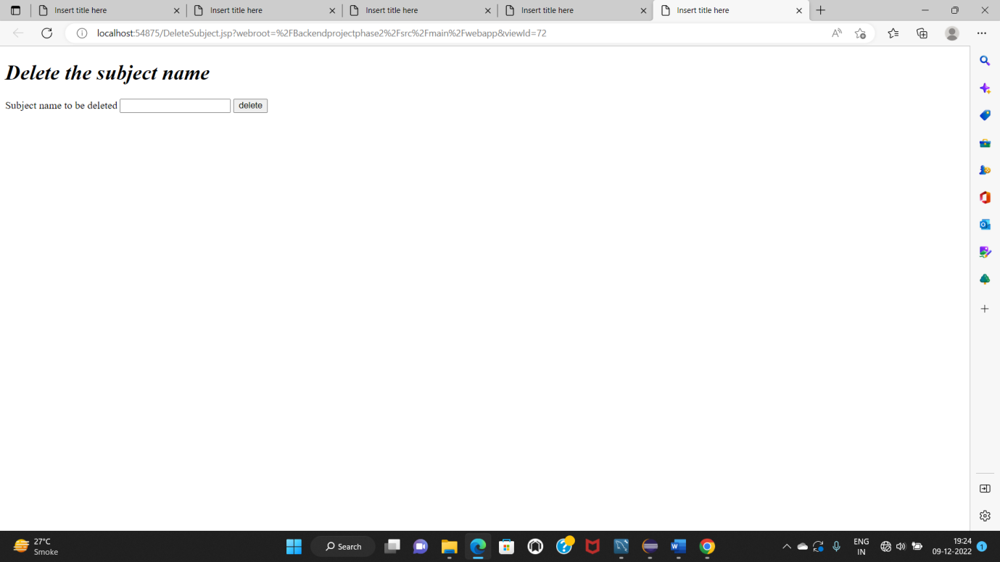 Insert title here
Insert title here
Insert title here
Insert title here
Insert title here
localhost:54875/DeleteSubject.jsp?webroot=%2FBackendprojectphase2%2Fsrc%2Fmain%2Fwebapp&viewId=72
Delete the subject name
Subject name to be deleted delete
27°C
Smoke
Search
ENG
IN
19:24
09-12-2022
1